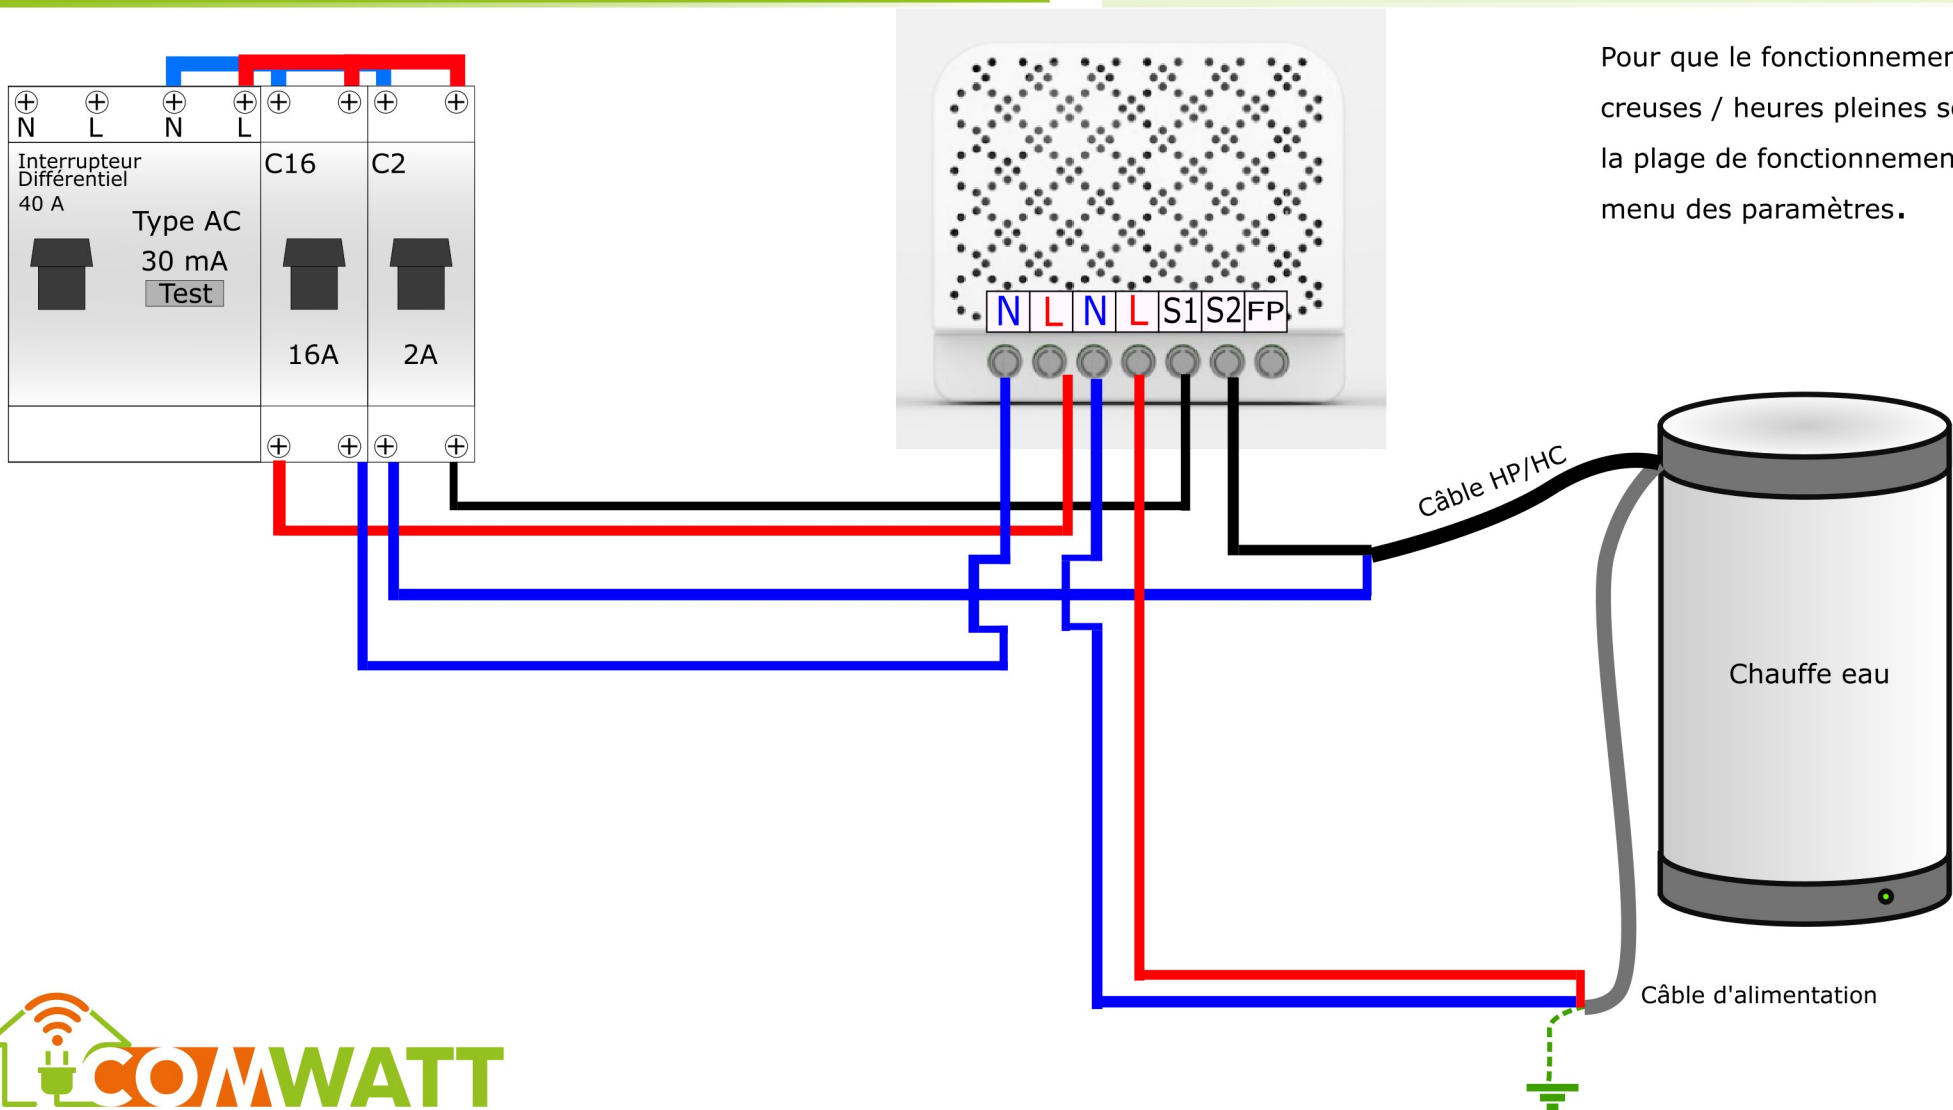 Pour que le fonctionnemen
creuses / heures pleines s
la plage de fonctionnemen
menu des paramètres.
N L N L
Interrupteur
Différentiel
40 A
Type AC
30 mA
Test
C16
16A
C2
2A
N L N L S1 S2 FP
Câble HP/HC
Chauffe eau
Câble d'alimentation
COMWATT